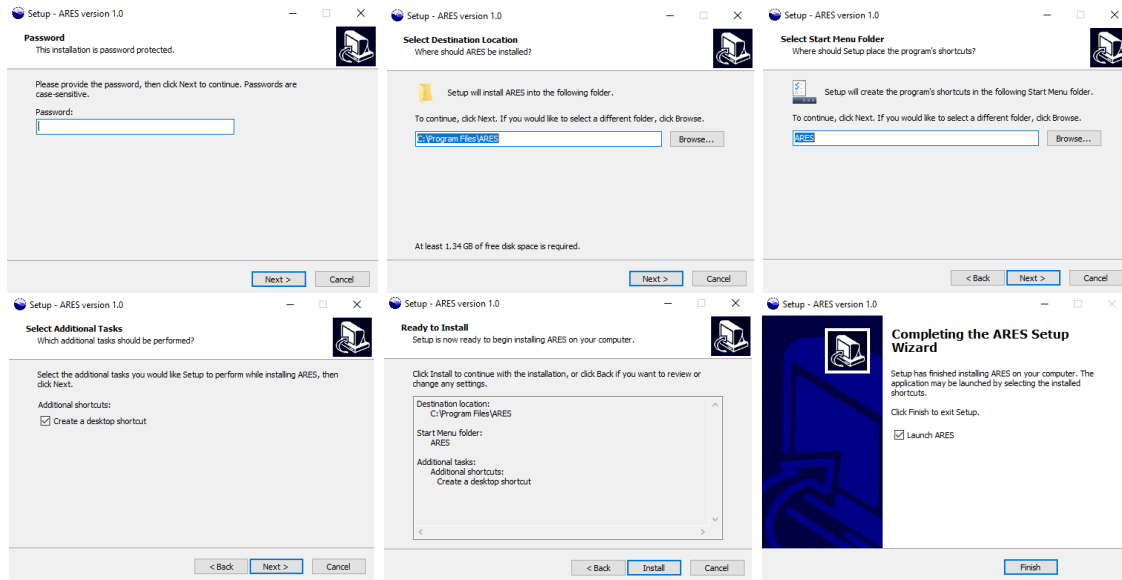 Setup - ARES version 1.0
Password
This installation is password protected.
Please provide the password, then click Next to continue. Passwords are
case-sensitive.
Password:
Next >
Cancel
Setup - ARES version 1.0
Select Destination Location
Where should ARES be installed?
Setup will install ARES into the following folder.
To continue, click Next. If you would like to select a different folder, click Browse.
C:\Program Files\ARES
Browse...
At least 1.34 GB of free disk space is required.
Next >
Cancel
Setup - ARES version 1.0
Select Start Menu Folder
Where should Setup place the program's shortcuts?
Setup will create the program's shortcuts in the following Start Menu folder.
To continue, click Next. If you would like to select a different folder, click Browse.
ARES
Browse...
< Back
Next >
Cancel
Setup - ARES version 1.0
Select Additional Tasks
Which additional tasks should be performed?
Select the additional tasks you would like Setup to perform while installing ARES, then
click Next.
Additional shortcuts:
Create a desktop shortcut
< Back
Next >
Cancel
Setup - ARES version 1.0
Ready to Install
Setup is now ready to begin installing ARES on your computer.
Click Install to continue with the installation, or click Back if you want to review or
change any settings.
Destination location:
C:\Program Files\ARES
Start Menu folder:
ARES
Additional tasks:
Additional shortcuts:
Create a desktop shortcut
< Back
Install
Cancel
Setup - ARES version 1.0
Completing the ARES Setup
Wizard
Setup has finished installing ARES on your computer. The
application may be launched by selecting the installed
shortcuts.
Click Finish to exit Setup.
Launch ARES
Finish